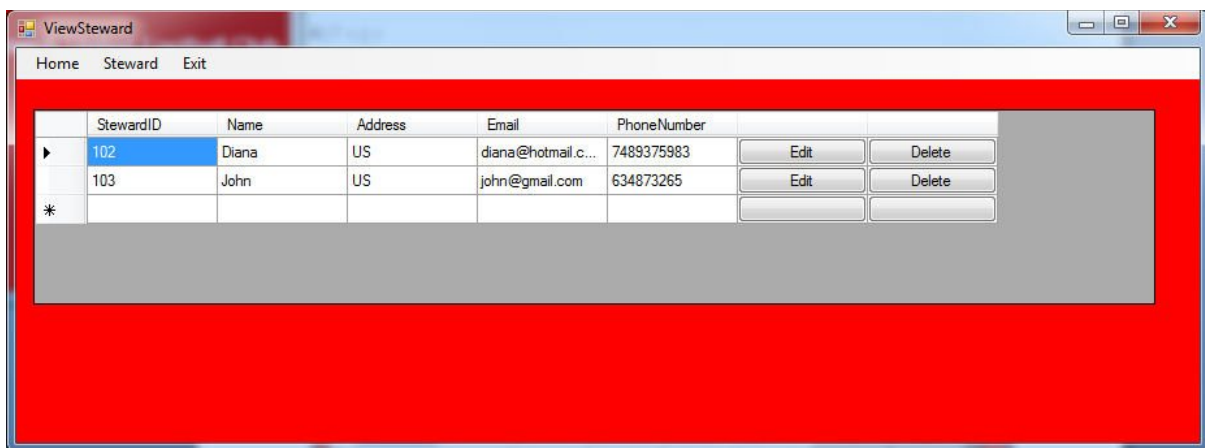 ViewSteward
Home Steward Exit
StewardID Name Address Email PhoneNumber
102 Diana US diana@hotmail.c... 7489375983 Edit Delete
103 John US john@gmail.com 634873265 Edit Delete